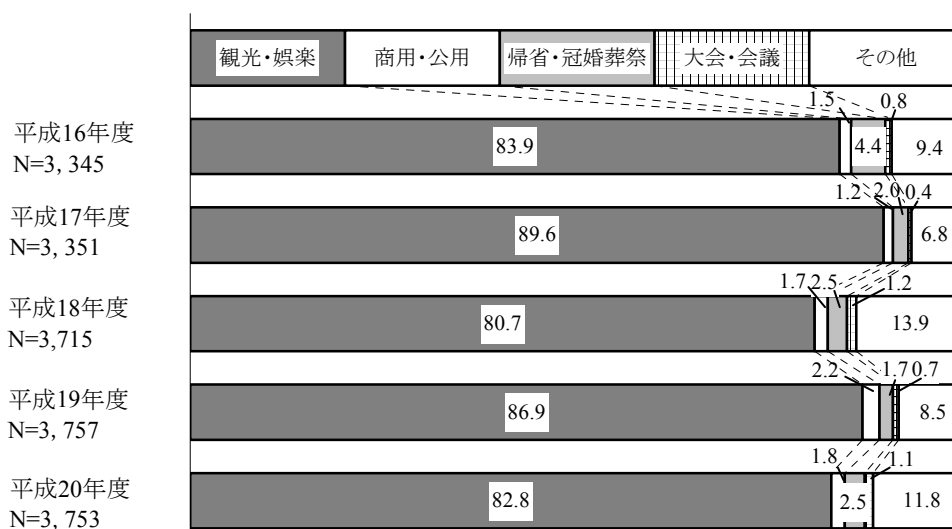 観光・娯楽 商用・公用 帰省・冠婚葬祭 大会・会議 その他
1.5 0.8
平成16年度
N=3, 345
83.9 4.4 9.4
1.2 2.0 0.4
平成17年度
N=3, 351
89.6 6.8
1.7 2.5 1.2
平成18年度
N=3,715
80.7 13.9
2.2 1.7 0.7
平成19年度
N=3, 757
86.9 8.5
1.8 1.1
平成20年度
N=3, 753
82.8 2.5 11.8